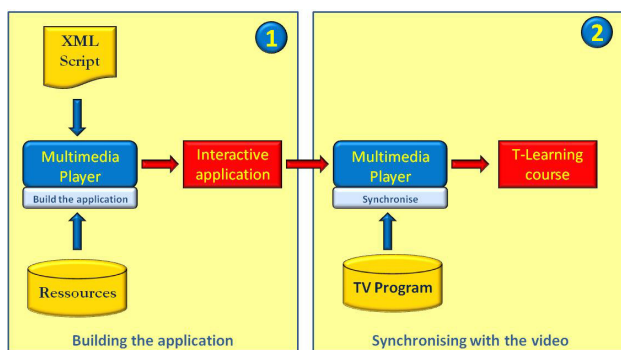 1
XML
Script
Multimedia
Player
Build the application
Interactive
application
Ressources
Building the application
2
Multimedia
Player
Synchronise
T-Learning
course
TV Program
Synchronising with the video